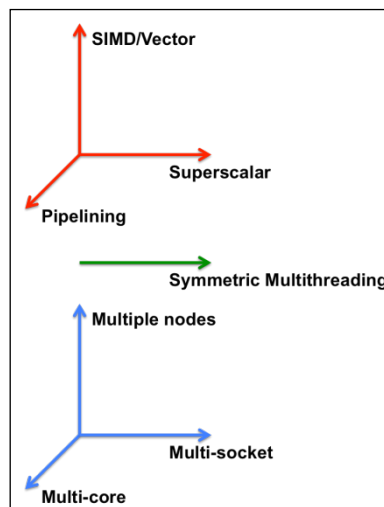 SIMD/Vector
Superscalar
Pipelining
Symmetric Multithreading
Multiple nodes
Multi-socket
Multi-core